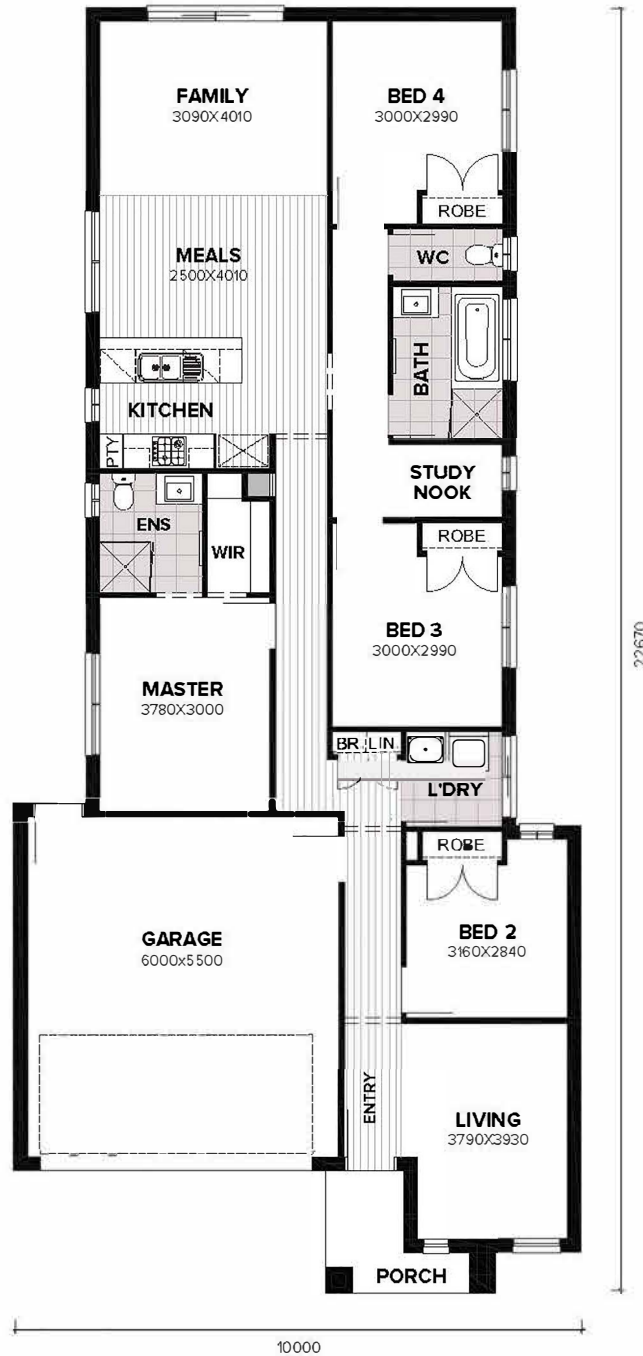 FAMILY
3090X4010
BED 4
3000X2990
ROBE
WC
MEALS
2500X4010
BATH
KITCHEN
PTY
STUDY
NOOK
ENS
WIR
ROBE
BED 3
3000X2990
22670
MASTER
3780X3000
BR
LIN
L'DRY
ROBE
BED 2
3160X2840
GARAGE
6000x5500
ENTRY
LIVING
3790X3930
PORCH
10000